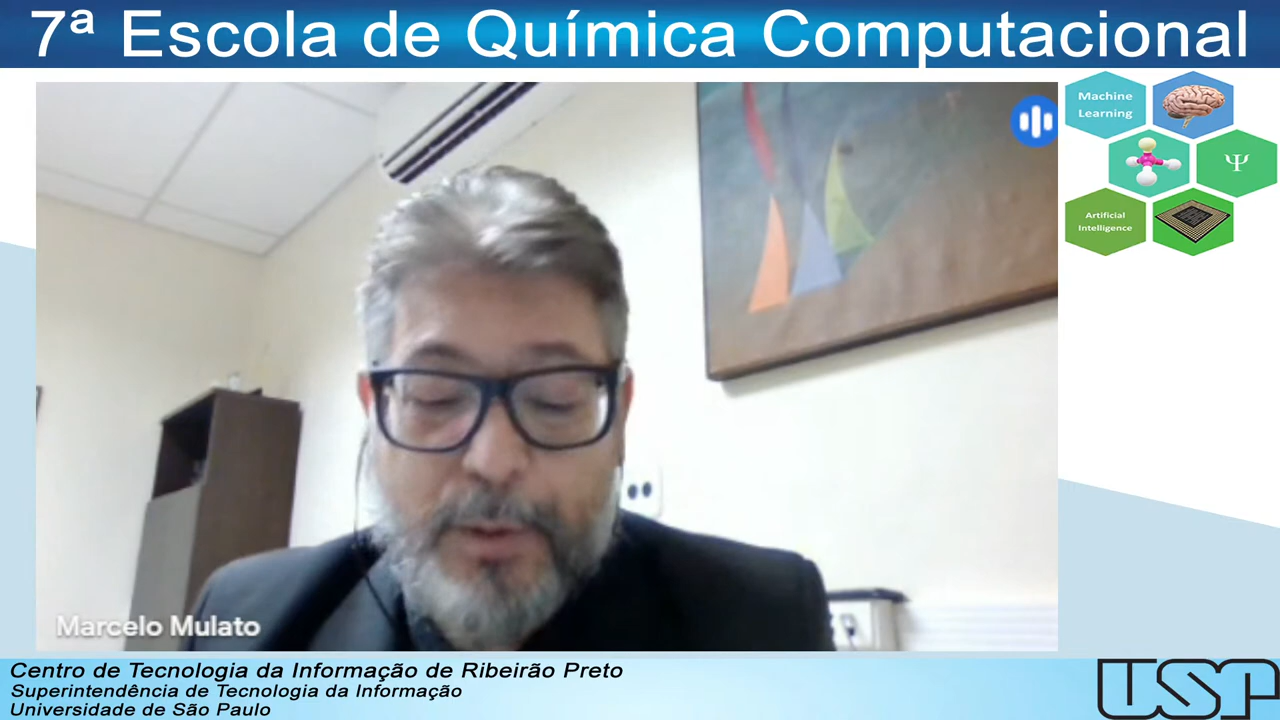 7ª Escola de Química Computacional
Machine
Learning
Ψ
Artificial
Intelligence
Marcelo Mulato
Centro de Tecnologia da Informação de Ribeirão Preto
Superintendência de Tecnologia da Informação
Universidade de São Paulo
USP